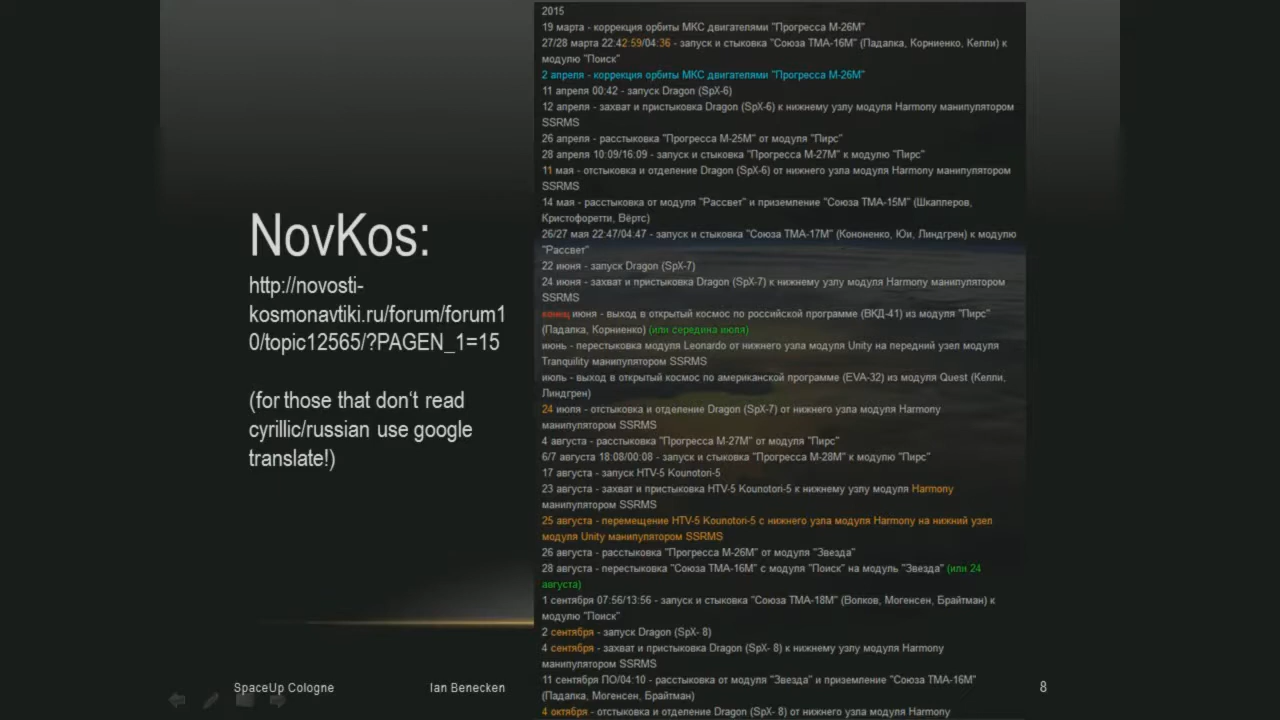 NovKos:
http://novosti-
kosmonavtiki.ru/forum/forum1
0/topic12565/?PAGEN_1=15
(for those that don‘t read
cyrillic/russian use google
translate!)
2015
19 марта - коррекция орбиты МКС двигателями "Прогресса М-26М"
27/28 марта 22:42:59/04:36 - запуск и стыковка "Союза ТМА-16М" (Падалка, Корниенко, Келли) к
модулю "Поиск"
2 апреля - коррекция орбиты МКС двигателями "Прогресса М-26М"
11 апреля 00:42 - запуск Dragon (SpX-6)
12 апреля - захват и пристыковка Dragon (SpX-6) к нижнему узлу модуля Harmony манипулятором
SSRMS
26 апреля - расстыковка "Прогресса М-25М" от модуля "Пирс"
28 апреля 10:09/16:09 - запуск и стыковка "Прогресса М-27М" к модулю "Пирс"
11 мая - отстыковка и отделение Dragon (SpX-6) от нижнего узла модуля Harmony манипулятором
SSRMS
14 мая - расстыковка от модуля "Рассвет" и приземление "Союза ТМА-15М" (Шкапперов,
Кристофоретти, Вёртс)
26/27 мая 22:47/04:47 - запуск и стыковка "Союза ТМА-17М" (Кононенко, Юи, Линдгрен) к модулю
"Рассвет"
22 июня - запуск Dragon (SpX-7)
24 июня - захват и пристыковка Dragon (SpX-7) к нижнему узлу модуля Harmony манипулятором
SSRMS
конец июня - выход в открытый космос по российской программе (ВКД-41) из модуля "Пирс"
(Падалка, Корниенко) (или середина июля)
июнь - перестыковка модуля Leonardo от нижнего узла модуля Unity на передний узел модуля
Tranquility манипулятором SSRMS
июль - выход в открытый космос по американской программе (EVA-32) из модуля Quest (Келли,
Линдгрен)
24 июля - отстыковка и отделение Dragon (SpX-7) от нижнего узла модуля Harmony
манипулятором SSRMS
4 августа - расстыковка "Прогресса М-27М" от модуля "Пирс"
6/7 августа 18:08/00:08 - запуск и стыковка "Прогресса М-28М" к модулю "Пирс"
17 августа - запуск HTV-5 Kounotori-5
23 августа - захват и пристыковка HTV-5 Kounotori-5 к нижнему узлу модуля Harmony
манипулятором SSRMS
25 августа - перемещение HTV-5 Kounotori-5 с нижнего узла модуля Harmony на нижний узел
модуля Unity манипулятором SSRMS
26 августа - расстыковка "Прогресса М-26М" от модуля "Звезда"
28 августа - перестыковка "Союза ТМА-16М" с модуля "Поиск" на модуль "Звезда" (или 24
августа)
1 сентября 07:56/13:56 - запуск и стыковка "Союза ТМА-18М" (Волков, Могенсен, Брайтман) к
модулю "Поиск"
2 сентября - запуск Dragon (SpX- 8)
4 сентября - захват и пристыковка Dragon (SpX- 8) к нижнему узлу модуля Harmony
манипулятором SSRMS
11 сентября ПО/04:10 - расстыковка от модуля "Звезда" и приземление "Союза ТМА-16М"
(Падалка, Могенсен, Брайтман)
4 октября - отстыковка и отделение Dragon (SpX- 8) от нижнего узла модуля Harmony
SpaceUp Cologne
Ian Benecken
8